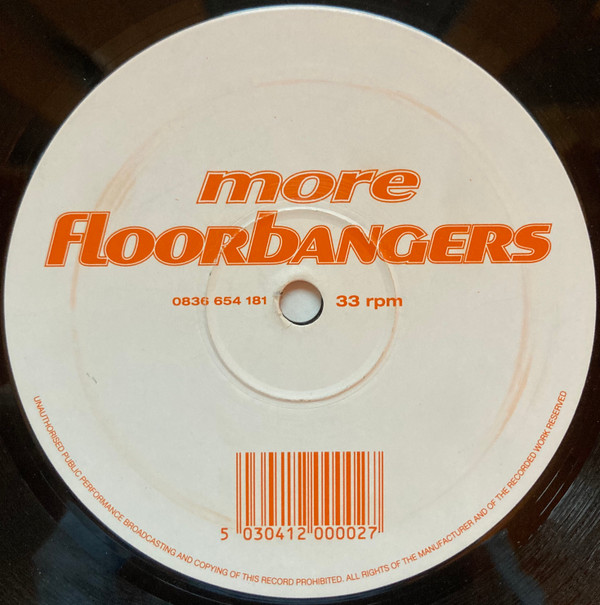 more
FLOORbANGERS
0836 654 181
33 rpm
5 030412 000027
UNAUTHORISED PUBLIC PERFORMANCE BROADCASTING AND COPYING OF THIS RECORD PROHIBITED. ALL RIGHTS OF THE MANUFACTURER AND OF THE RECORDED WORK RESERVED